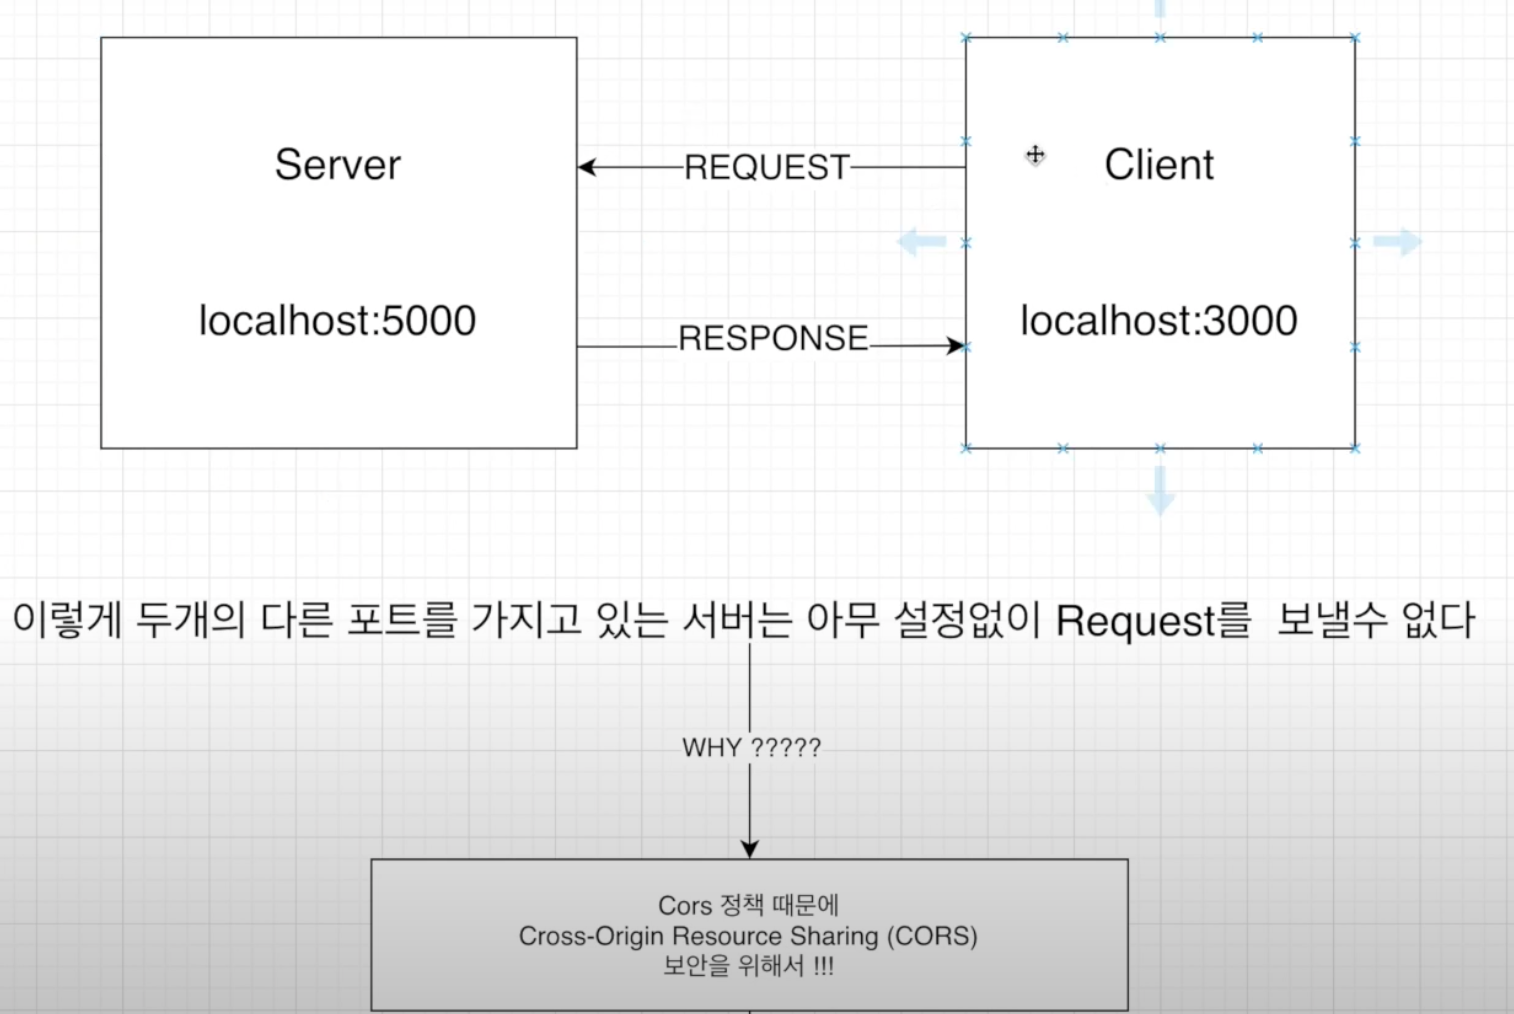 Server
REQUEST
Client
localhost:5000
RESPONSE
localhost:3000
이렇게 두개의 다른 포트를 가지고 있는 서버는 아무 설정없이 Request를 보낼수 없다
WHY ?????
Cors 정책 때문에
Cross-Origin Resource Sharing (CORS)
보안을 위해서 !!!